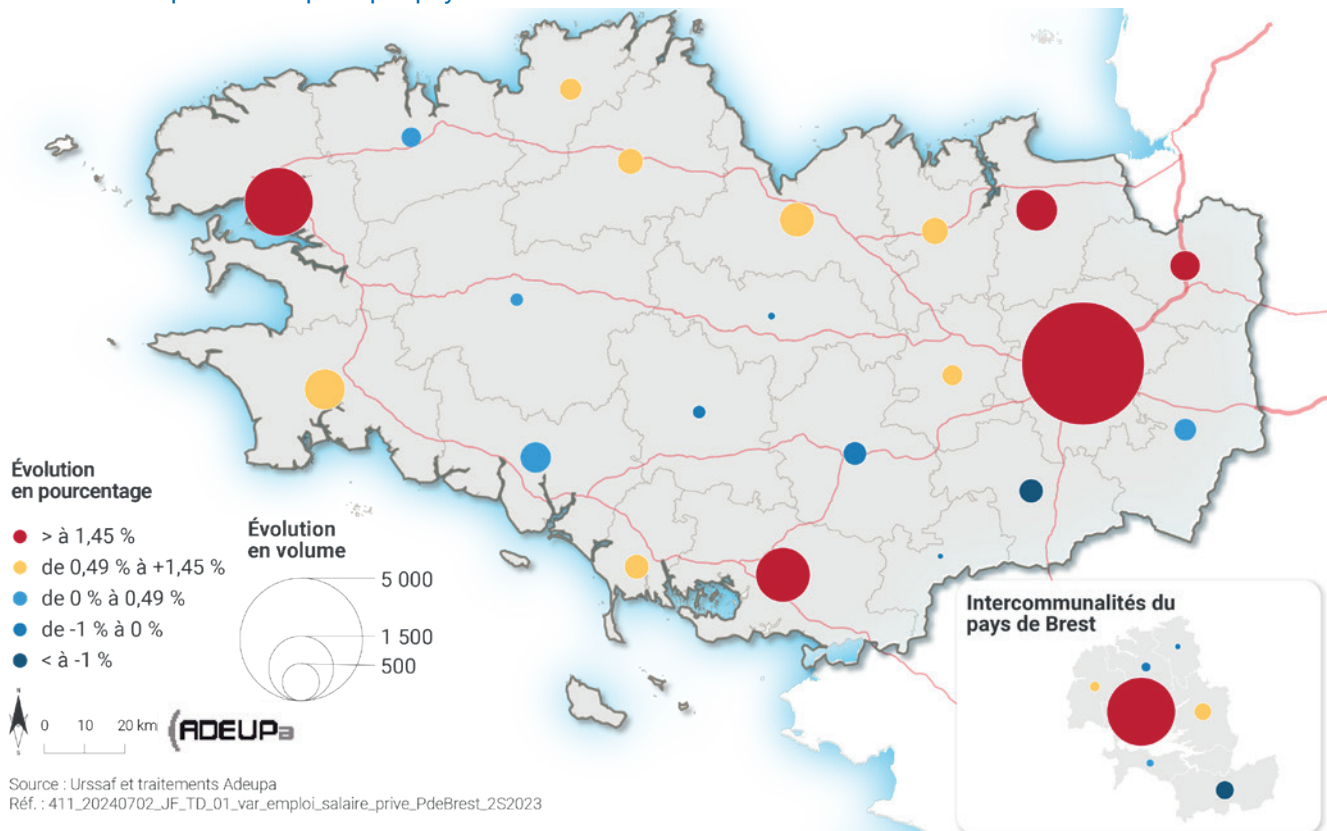 Évolution
en pourcentage
> à 1,45 %
de 0,49 % à +1,45 %
de 0 % à 0,49 %
de -1 % à 0 %
< à -1 %
Évolution
en volume
5 000
1 500
500
N
S
0 10 20 km
ADEUPa
Source : Urssaf et traitements Adeupa
Réf. : 411_20240702_JF_TD_01_var_emploi_salaire_prive_PdeBrest_2S2023
Intercommunalités du
pays de Brest